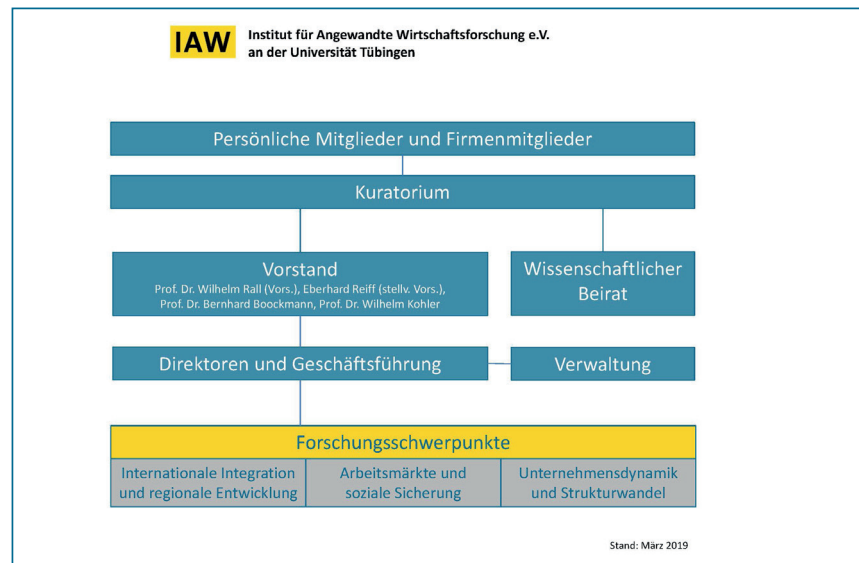 IAW
Institut für Angewandte Wirtschaftsforschung e.V.
an der Universität Tübingen
Persönliche Mitglieder und Firmenmitglieder
Kuratorium
Vorstand
Prof. Dr. Wilhelm Rall (Vors.), Eberhard Reiff (stellv. Vors.),
Prof. Dr. Bernhard Boockmann, Prof. Dr. Wilhelm Kohler
Wissenschaftlicher
Beirat
Direktoren und Geschäftsführung
Verwaltung
Forschungsschwerpunkte
Internationale Integration
und regionale Entwicklung
Arbeitsmärkte und
soziale Sicherung
Unternehmensdynamik
und Strukturwandel
Stand: März 2019